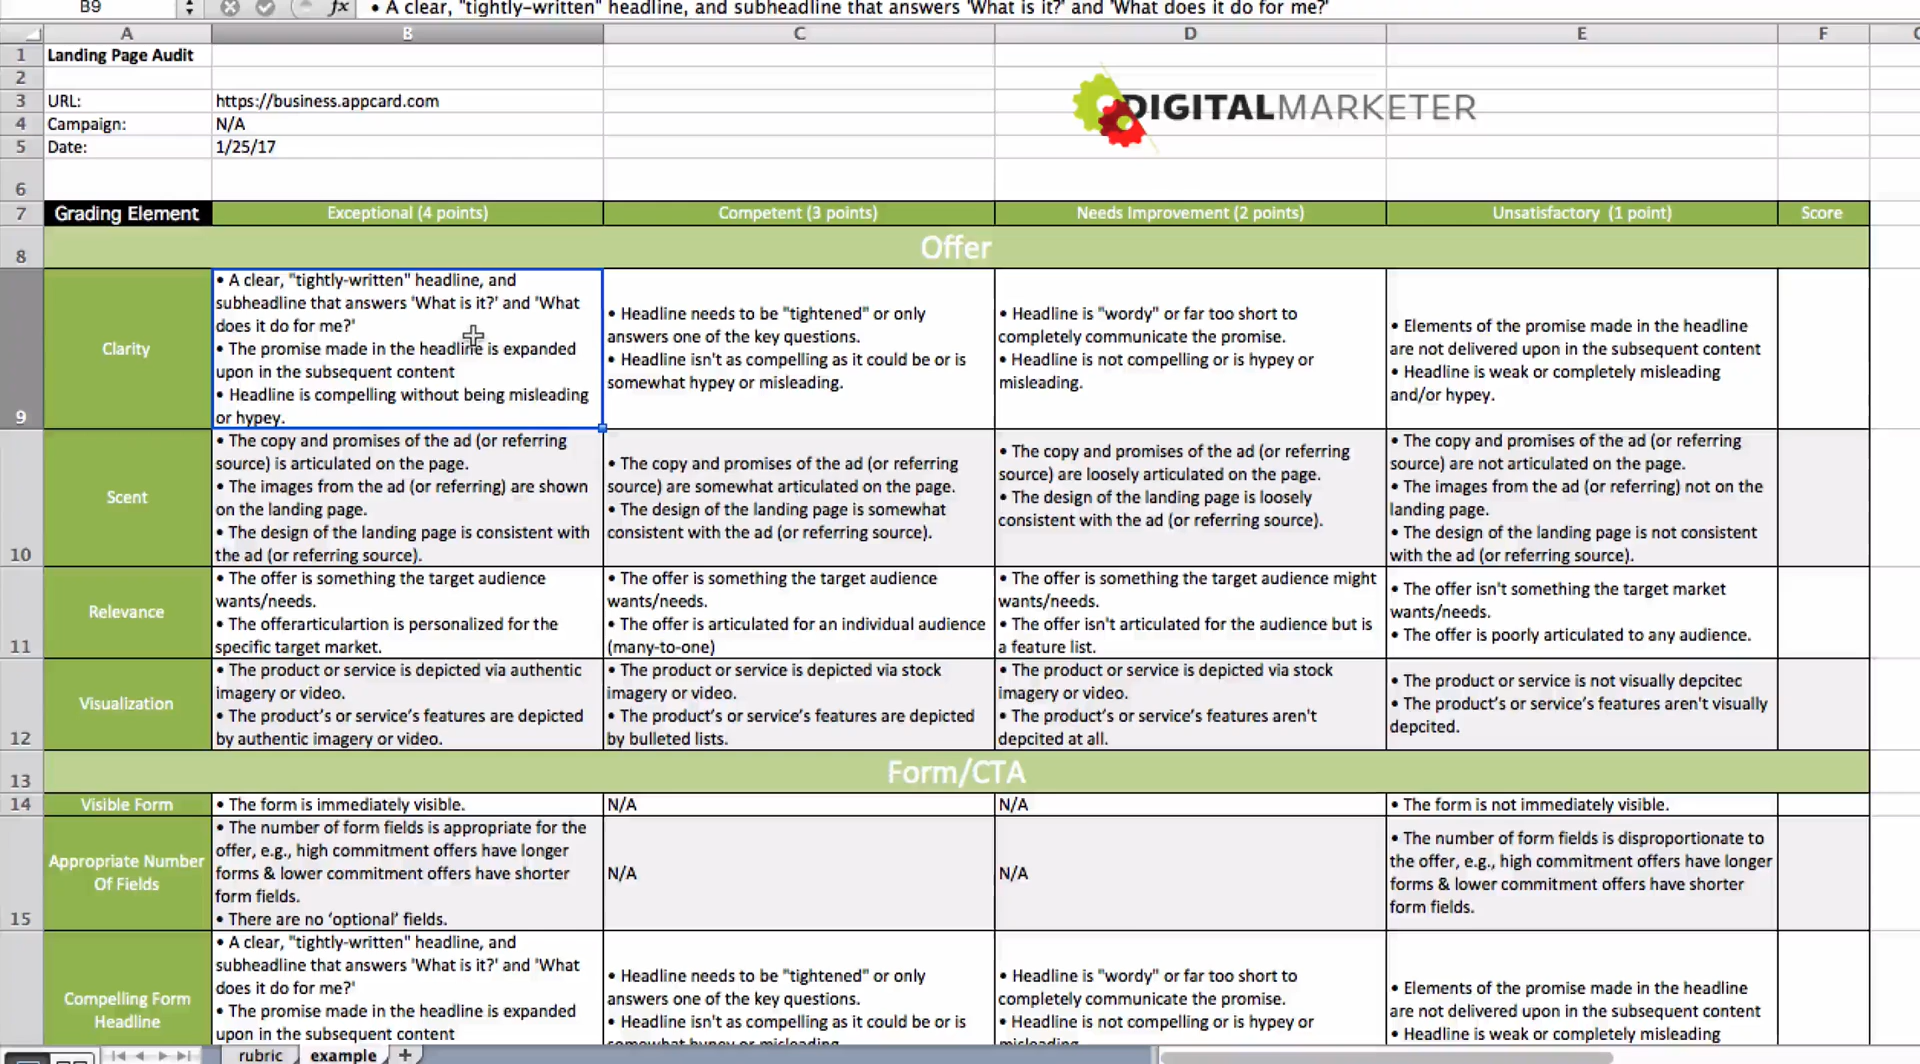 B9 fx • A clear, "tightly-written" headline, and subheadline that answers 'What is it?' and 'What does it do for me?'
A B C D E F
1 Landing Page Audit
2
3 URL: https://business.appcard.com
DIGITALMARKETER
4 Campaign: N/A
5 Date: 1/25/17
6
7 Grading Element Exceptional (4 points) Competent (3 points) Needs Improvement (2 points) Unsatisfactory (1 point) Score
8 Offer
9
Clarity
• A clear, "tightly-written" headline, and
subheadline that answers 'What is it?' and 'What
does it do for me?'
• The promise made in the headline is expanded
upon in the subsequent content
• Headline is compelling without being misleading
or hypey.
• Headline needs to be "tightened" or only
answers one of the key questions.
• Headline isn't as compelling as it could be or is
somewhat hypey or misleading.
• Headline is "wordy" or far too short to
completely communicate the promise.
• Headline is not compelling or is hypey or
misleading.
• Elements of the promise made in the headline
are not delivered upon in the subsequent content
• Headline is weak or completely misleading
and/or hypey.
10
Scent
• The copy and promises of the ad (or referring
source) is articulated on the page.
• The images from the ad (or referring) are shown
on the landing page.
• The design of the landing page is consistent with
the ad (or referring source).
• The copy and promises of the ad (or referring
source) are somewhat articulated on the page.
• The design of the landing page is somewhat
consistent with the ad (or referring source).
• The copy and promises of the ad (or referring
source) are loosely articulated on the page.
• The design of the landing page is loosely
consistent with the ad (or referring source).
• The copy and promises of the ad (or referring
source) are not articulated on the page.
• The images from the ad (or referring) not on the
landing page.
• The design of the landing page is not consistent
with the ad (or referring source).
11
Relevance
• The offer is something the target audience
wants/needs.
• The offerarticulartion is personalized for the
specific target market.
• The offer is something the target audience
wants/needs.
• The offer is articulated for an individual audience
(many-to-one)
• The offer is something the target audience might
wants/needs.
• The offer isn't articulated for the audience but is
a feature list.
• The offer isn't something the target market
wants/needs.
• The offer is poorly articulated to any audience.
12
Visualization
• The product or service is depicted via authentic
imagery or video.
• The product's or service's features are depicted
by authentic imagery or video.
• The product or service is depicted via stock
imagery or video.
• The product's or service's features are depicted
by bulleted lists.
• The product or service is depicted via stock
imagery or video.
• The product's or service's features aren't
depcited at all.
• The product or service is not visually depcitec
• The product's or service's features aren't visually
depcited.
13 Form/CTA
14 Visible Form • The form is immediately visible. N/A N/A • The form is not immediately visible.
15
Appropriate Number
Of Fields
• The number of form fields is appropriate for the
offer, e.g., high commitment offers have longer
forms & lower commitment offers have shorter
form fields.
• There are no 'optional' fields.
N/A
N/A
• The number of form fields is disproportionate to
the offer, e.g., high commitment offers have longer
forms & lower commitment offers have shorter
form fields.
Compelling Form
Headline
• A clear, "tightly-written" headline, and
subheadline that answers 'What is it?' and 'What
does it do for me?'
• The promise made in the headline is expanded
upon in the subsequent content
• Headline needs to be "tightened" or only
answers one of the key questions.
• Headline isn't as compelling as it could be or is
somewhat hypey or misleading.
• Headline is "wordy" or far too short to
completely communicate the promise.
• Headline is not compelling or is hypey or
misleading.
• Elements of the promise made in the headline
are not delivered upon in the subsequent content
• Headline is weak or completely misleading
rubric example +